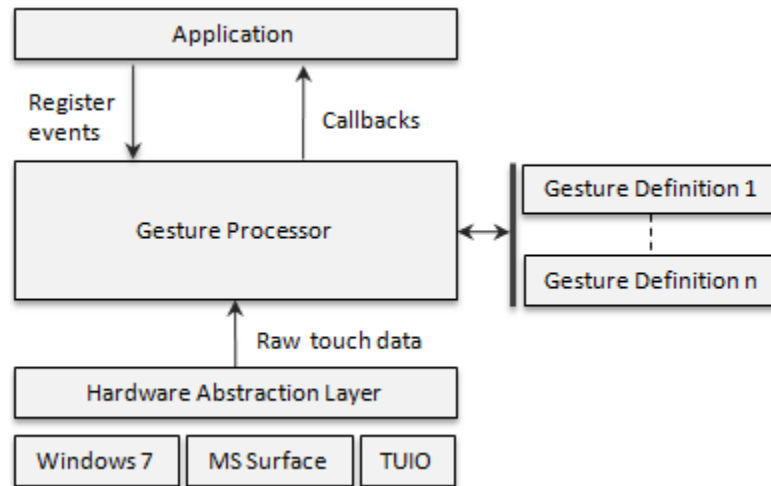 Application
Register
events
Callbacks
Gesture Processor
Gesture Definition 1
Gesture Definition n
Raw touch data
Hardware Abstraction Layer
Windows 7
MS Surface
TUIO